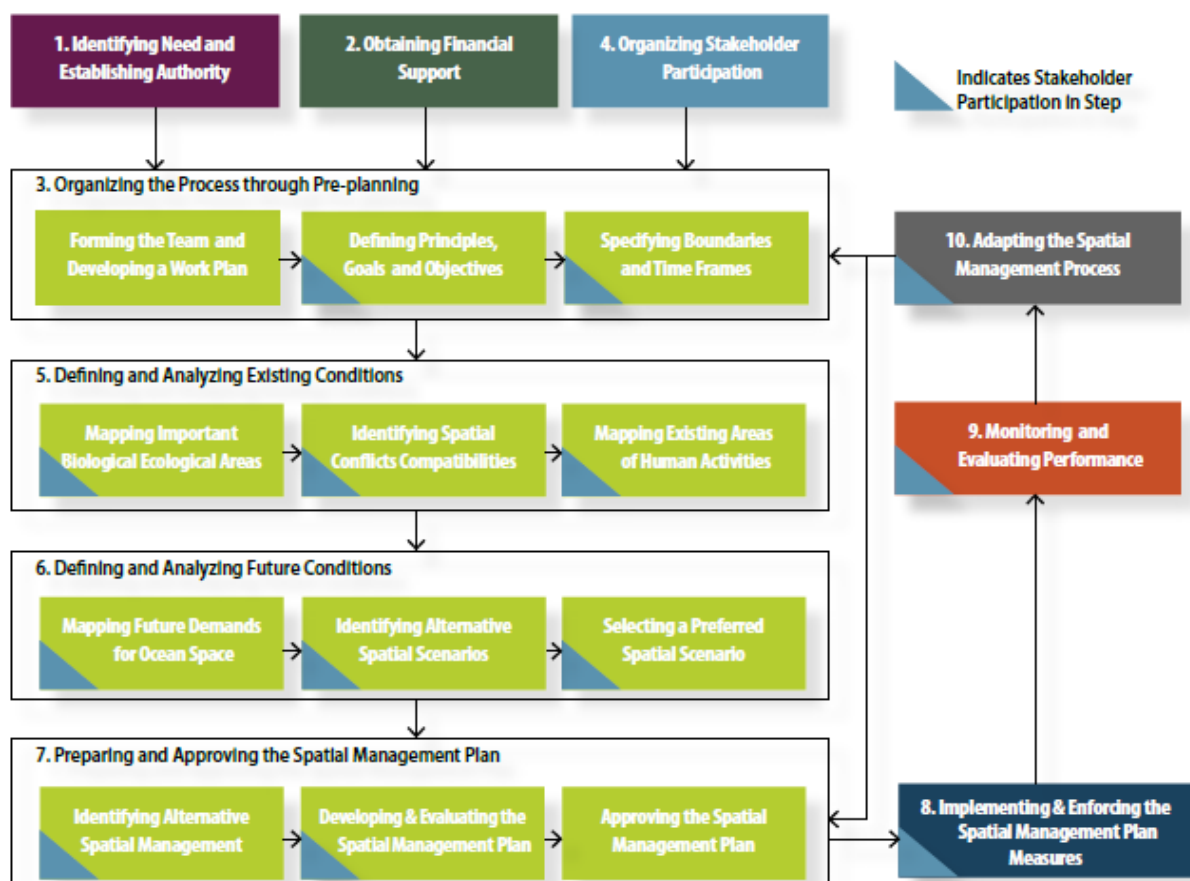 1. Identifying Need and
Establishing Authority
2. Obtaining Financial
Support
4. Organizing Stakeholder
Participation
Indicates Stakeholder
Participation in Step
3. Organizing the Process through Pre-planning
Forming the Team and
Developing a Work Plan
Defining Principles,
Goals and Objectives
Specifying Boundaries
and Time Frames
10. Adapting the Spatial
Management Process
5. Defining and Analyzing Existing Conditions
Mapping Important
Biological Ecological Areas
Identifying Spatial
Conflicts Compatibilities
Mapping Existing Areas
of Human Activities
9. Monitoring and
Evaluating Performance
6. Defining and Analyzing Future Conditions
Mapping Future Demands
for Ocean Space
Identifying Alternative
Spatial Scenarios
Selecting a Preferred
Spatial Scenario
7. Preparing and Approving the Spatial Management Plan
Identifying Alternative
Spatial Management
Developing & Evaluating the
Spatial Management Plan
Approving the Spatial
Management Plan
8. Implementing & Enforcing the
Spatial Management Plan
Measures